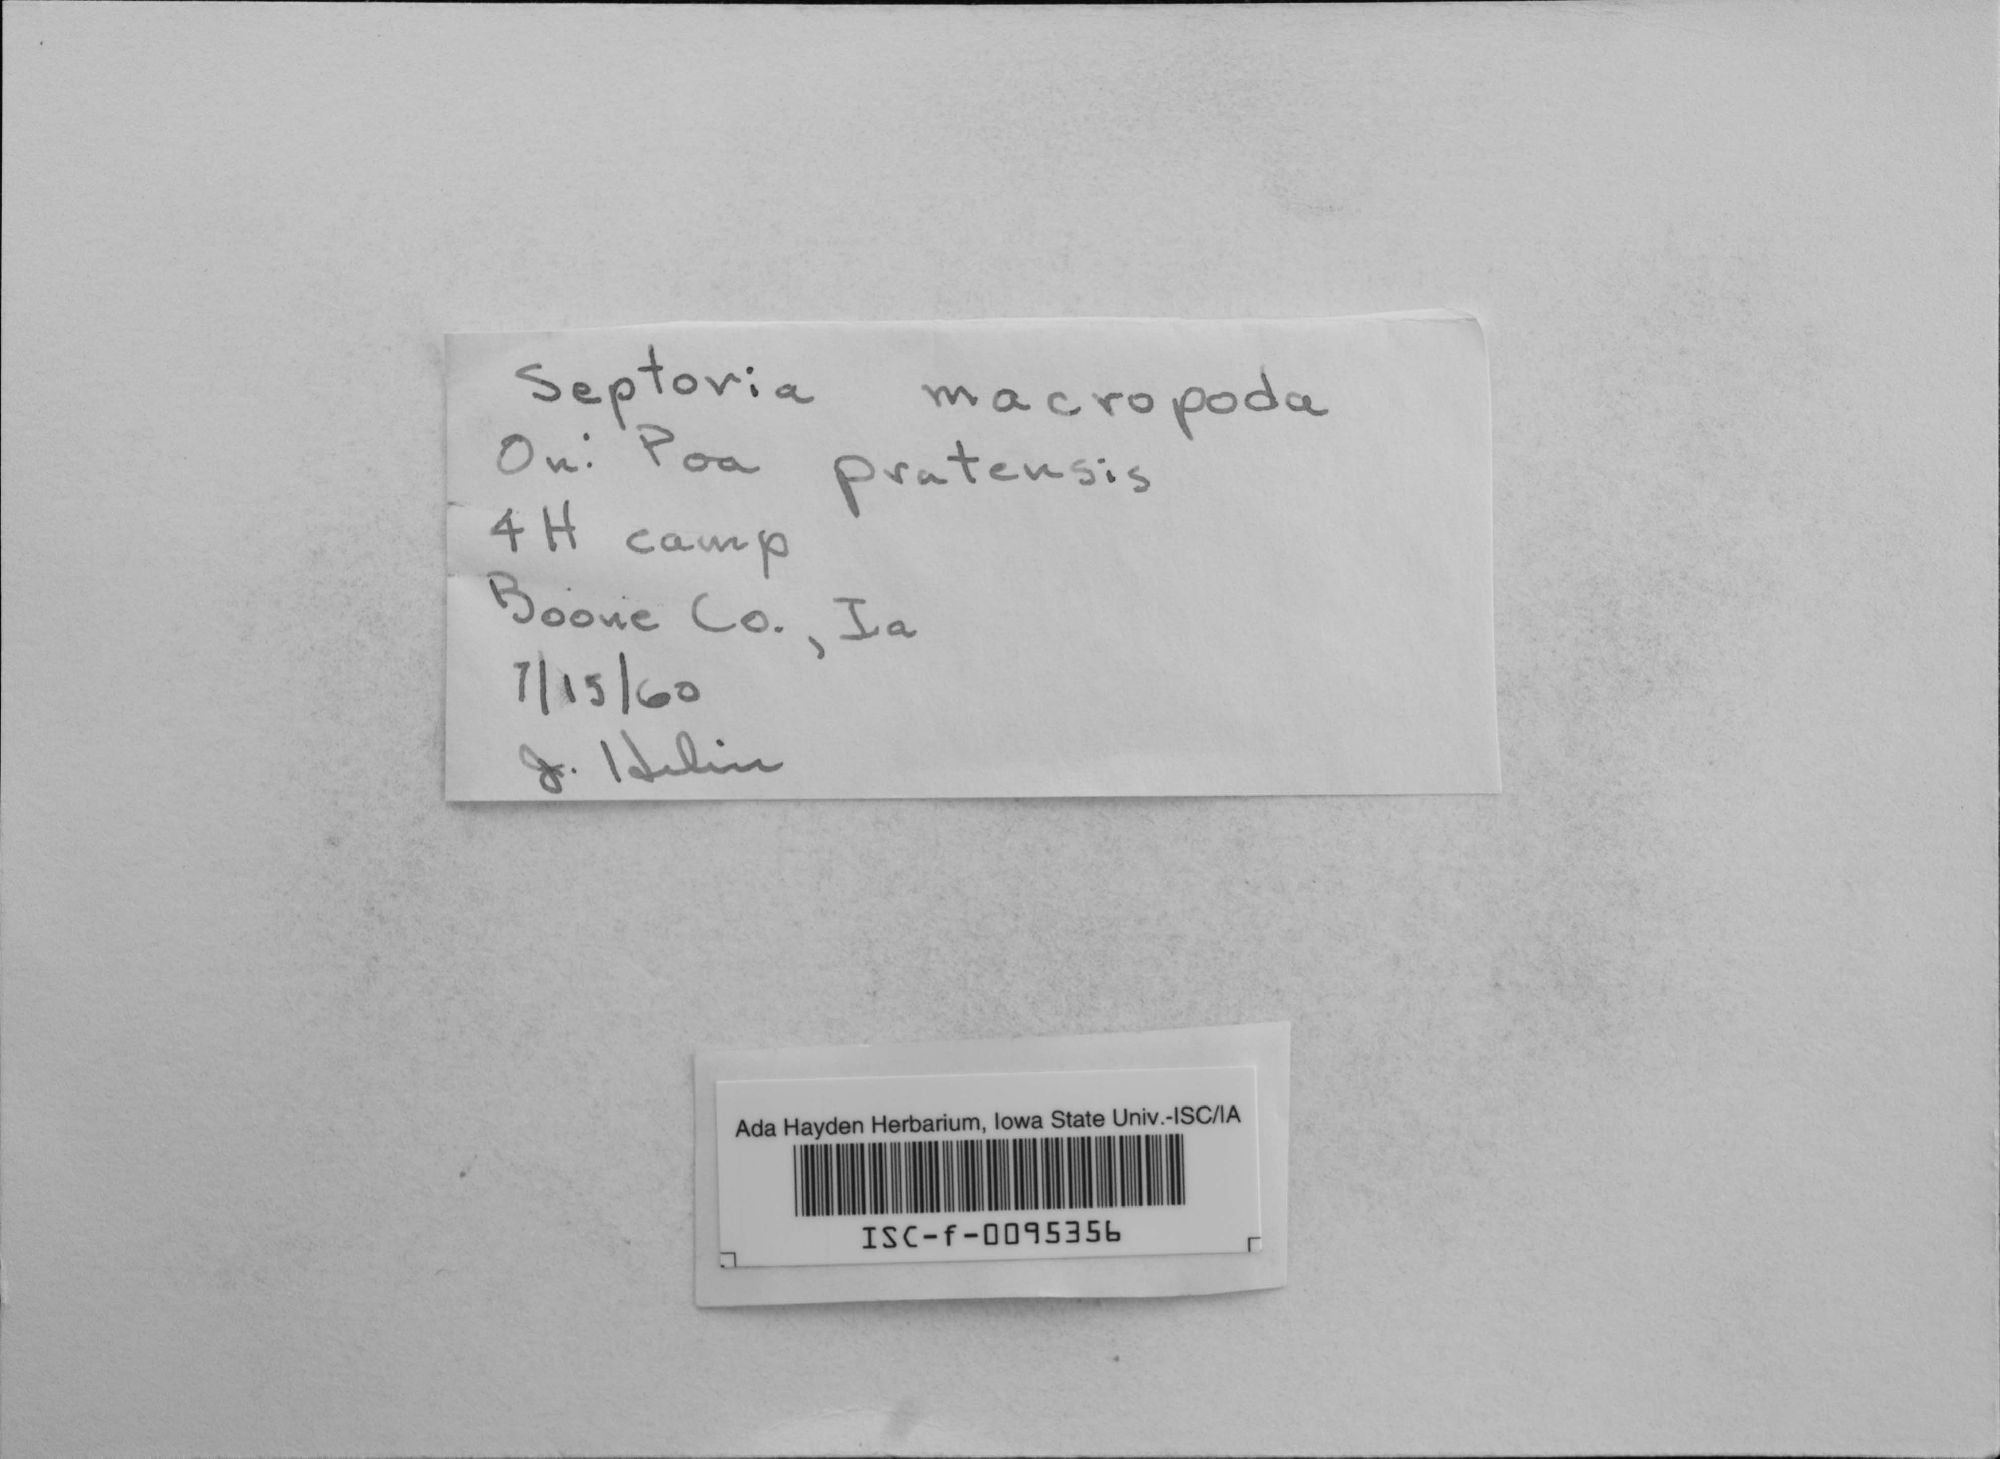 Septoria macropoda
On: Poa pratensis
4H camp
Boone Co., Ia
7/15/60
J. Helin
Ada Hayden Herbarium, Iowa State Univ.-ISC/IA
ISC-f-0095356